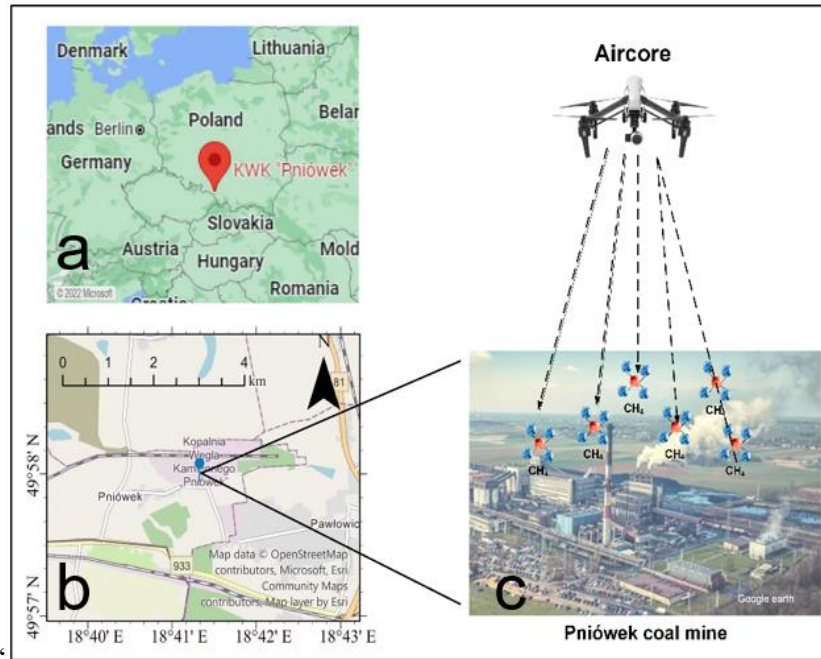 Denmark
Lithuania
ands Berlin
Poland
Belar
Germany
KWK "Pniówek"
Slovakia
Austria
Mold
Hungary
Romania
© 2022 Microsoft
Croatia
a
N
0 1 2 4
km
81
Kopalnia
Węgla
Kamiennego
Pniówek"
Pniówek
Pawłowic
933
Map data © OpenStreetMap
contributors, Microsoft, Esri
Community Maps
contributors, Map layer by Esri
b
49°58' N
49°57' N
18°40' E 18°41' E 18°42' E 18°43' E
Aircore
CH₄ CH₄
CH₄ CH₄
CH₄ CH₄
c
Google earth
Pniówek coal mine
“